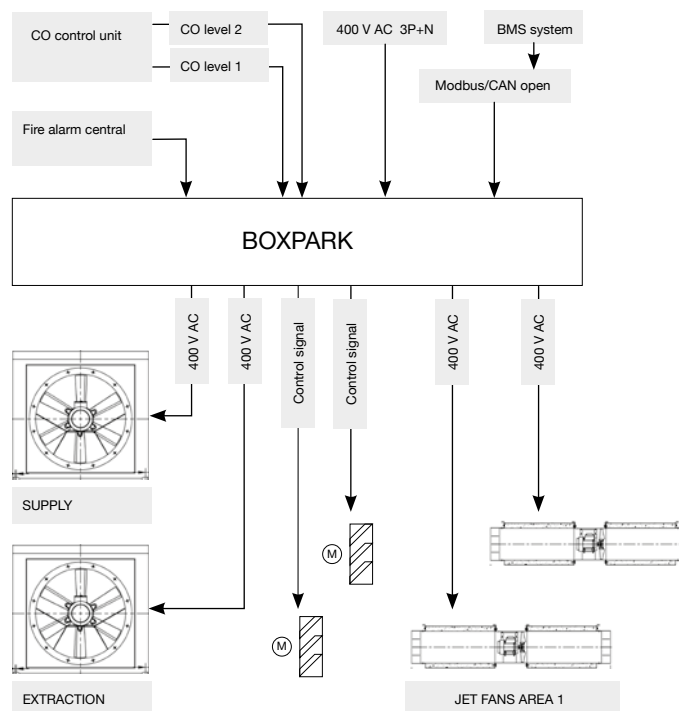 CO control unit
CO level 2
400 V AC 3P+N
BMS system
CO level 1
Modbus/CAN open
Fire alarm central
BOXPARK
400 V AC
400 V AC
Control signal
Control signal
400 V AC
400 V AC
SUPPLY
M
M
EXTRACTION
JET FANS AREA 1